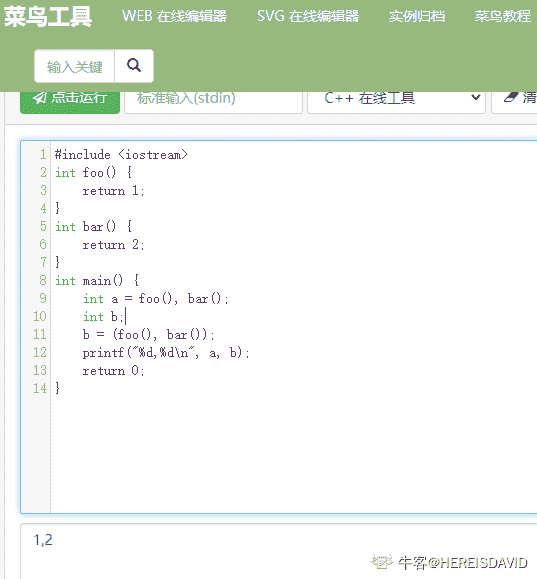 菜鸟工具 WEB 在线编辑器 SVG 在线编辑器 实例归档 菜鸟教程
输入关键
点击运行 标准输入(stdin) C++ 在线工具 清
1 #include <iostream>
2 int foo() {
3     return 1;
4 }
5 int bar() {
6     return 2;
7 }
8 int main() {
9     int a = foo(), bar();
10     int b;
11     b = (foo(), bar());
12     printf("%d,%d\n", a, b);
13     return 0;
14 }
1,2
牛客@HEREISDAVID